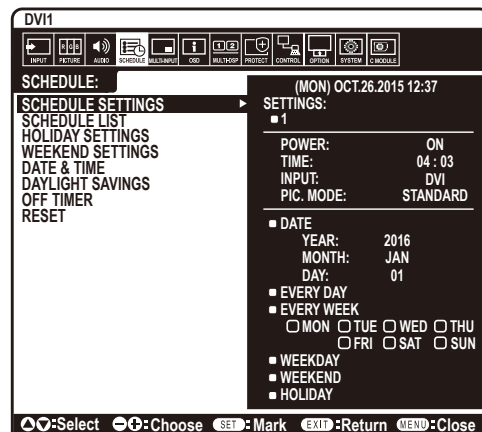 DVI1
INPUT RGB PICTURE AUDIO SCHEDULE MULTI-INPUT OSD 12 MULTI-DSP PROTECT CONTROL OPTION SYSTEM C MODULE
SCHEDULE:
SCHEDULE SETTINGS
SCHEDULE LIST
HOLIDAY SETTINGS
WEEKEND SETTINGS
DATE & TIME
DAYLIGHT SAVINGS
OFF TIMER
RESET
(MON) OCT.26.2015 12:37
SETTINGS:
1
POWER: ON
TIME: 04 : 03
INPUT: DVI
PIC. MODE: STANDARD
DATE
YEAR: 2016
MONTH: JAN
DAY: 01
EVERY DAY
EVERY WEEK
MON TUE WED THU
FRI SAT SUN
WEEKDAY
WEEKEND
HOLIDAY
:Select :Choose SET :Mark EXIT :Return MENU :Close